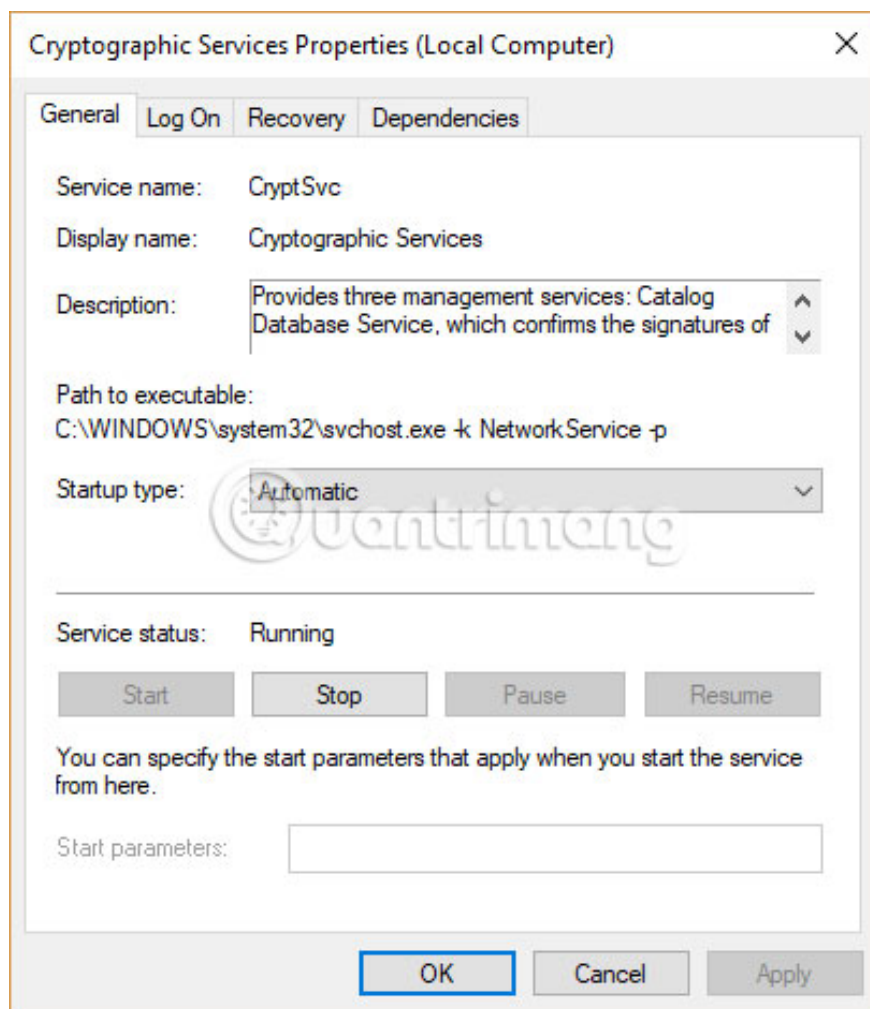 Cryptographic Services Properties (Local Computer)
General Log On Recovery Dependencies
Service name: CryptSvc
Display name: Cryptographic Services
Description: Provides three management services: Catalog
Database Service, which confirms the signatures of
Path to executable:
C:\WINDOWS\system32\svchost.exe -k NetworkService -p
Startup type: Automatic
Quantrimang
Service status: Running
Start Stop Pause Resume
You can specify the start parameters that apply when you start the service
from here.
Start parameters:
OK Cancel Apply